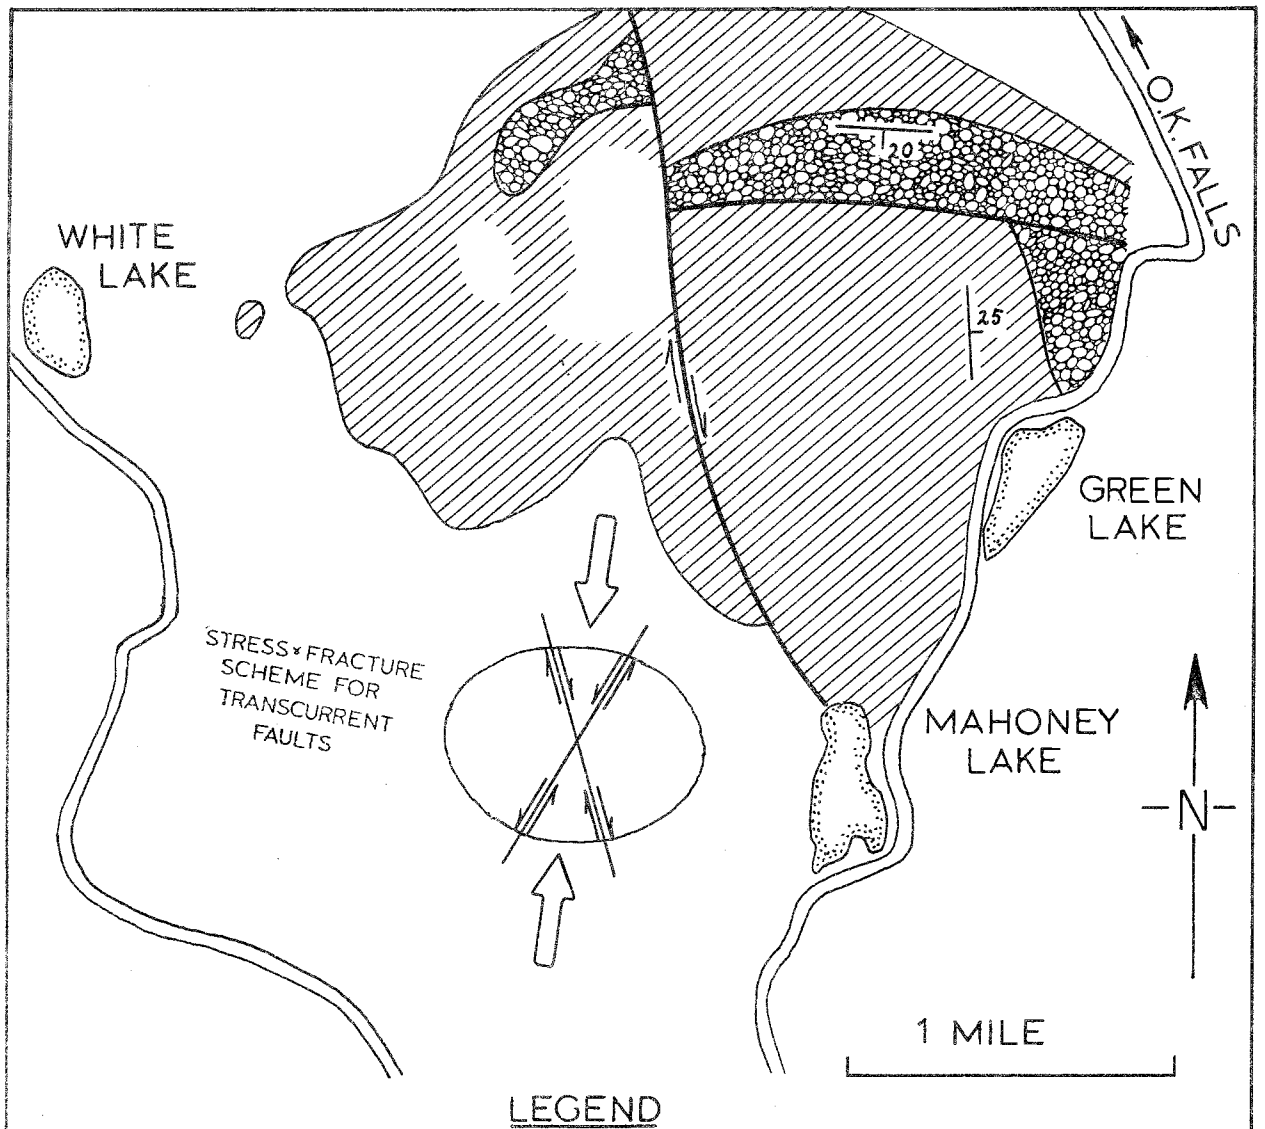 O.K. FALLS
20°
WHITE
LAKE
25
GREEN
LAKE
STRESS & FRACTURE
SCHEME FOR
TRANSCURRENT
FAULTS
MAHONEY
LAKE
-N-
1 MILE
LEGEND